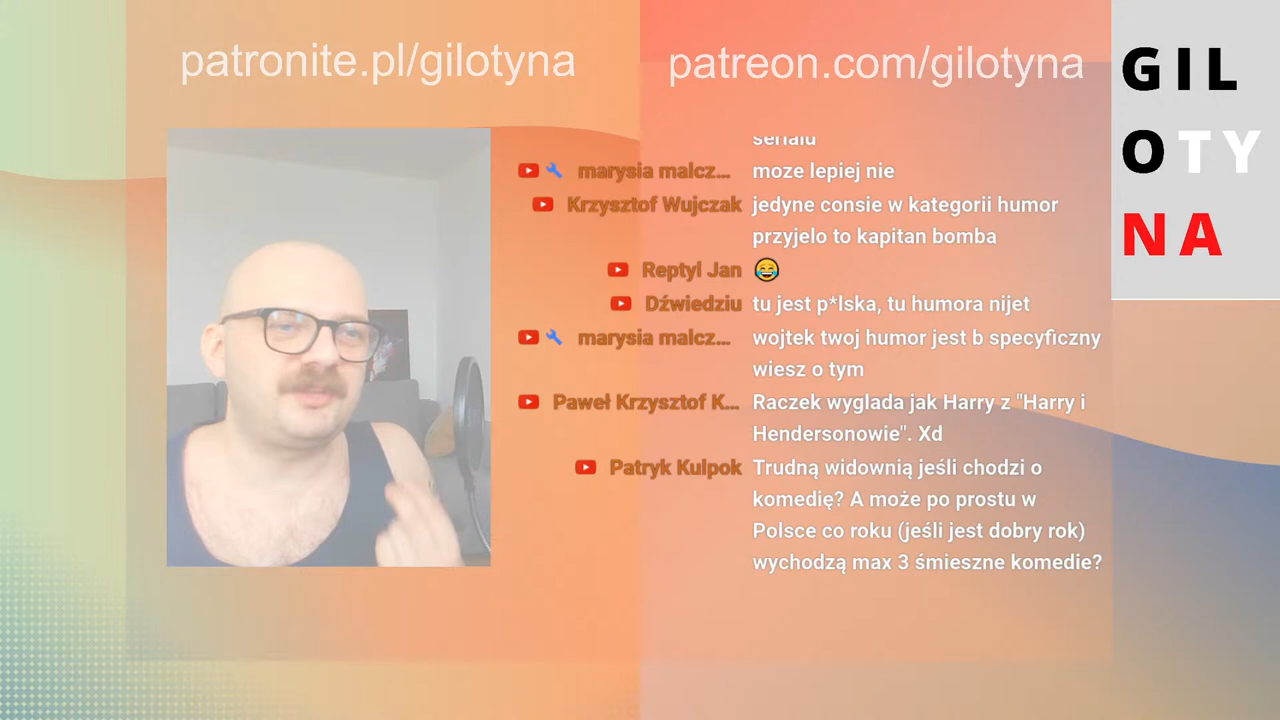 patronite.pl/gilotyna
patreon.com/gilotyna
GIL
OTY
NA
serialu
marysia malcz... moze lepiej nie
Krzysztof Wujczak jedyne consie w kategorii humor
przyjelo to kapitan bomba
Reptyl Jan 😂
Dźwiedziu tu jest p*lska, tu humora nijet
marysia malcz... wojtek twoj humor jest b specyficzny
wiesz o tym
Paweł Krzysztof K... Raczek wyglada jak Harry z "Harry i
Hendersonowie". Xd
Patryk Kulpok Trudną widownią jeśli chodzi o
komedię? A może po prostu w
Polsce co roku (jeśli jest dobry rok)
wychodzą max 3 śmieszne komedie?